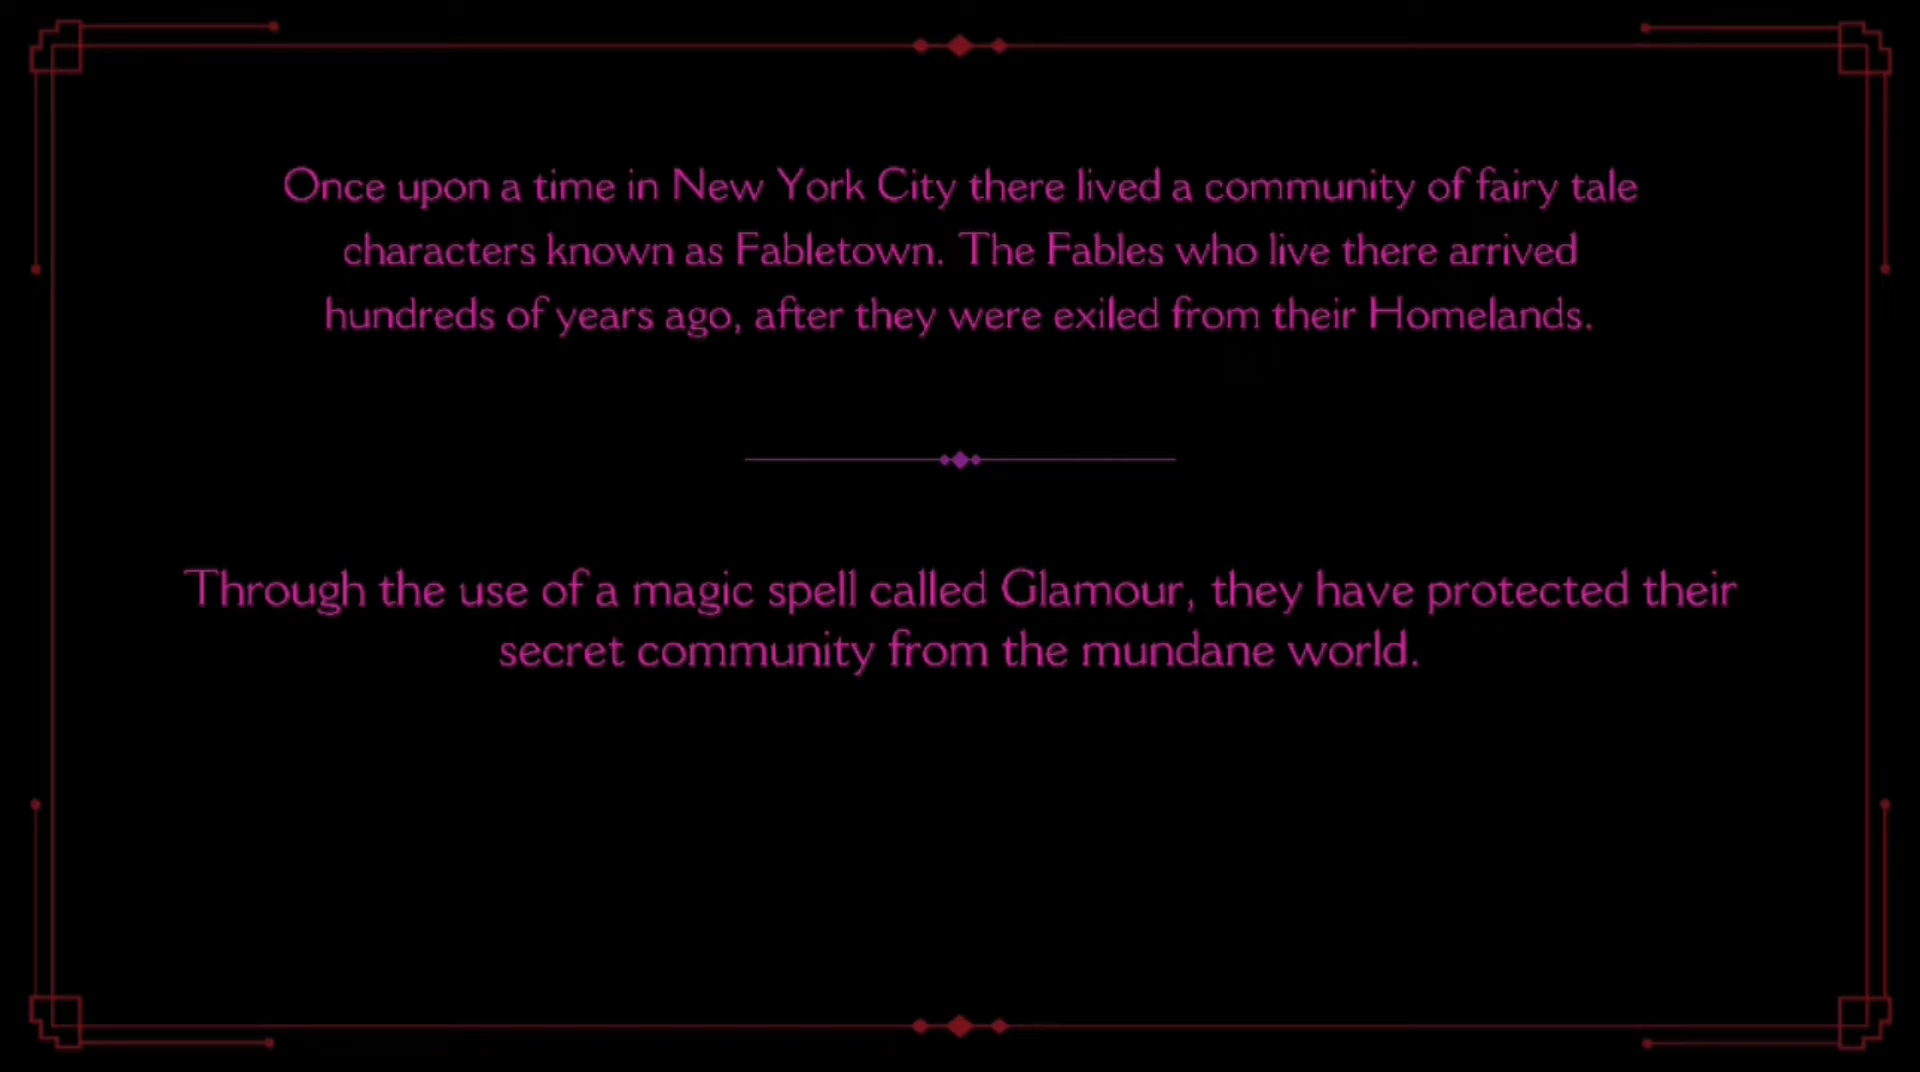 Once upon a time in New York City there lived a community of fairy tale
characters known as Fabletown. The Fables who live there arrived
hundreds of years ago, after they were exiled from their Homelands.
Through the use of a magic spell called Glamour, they have protected their
secret community from the mundane world.